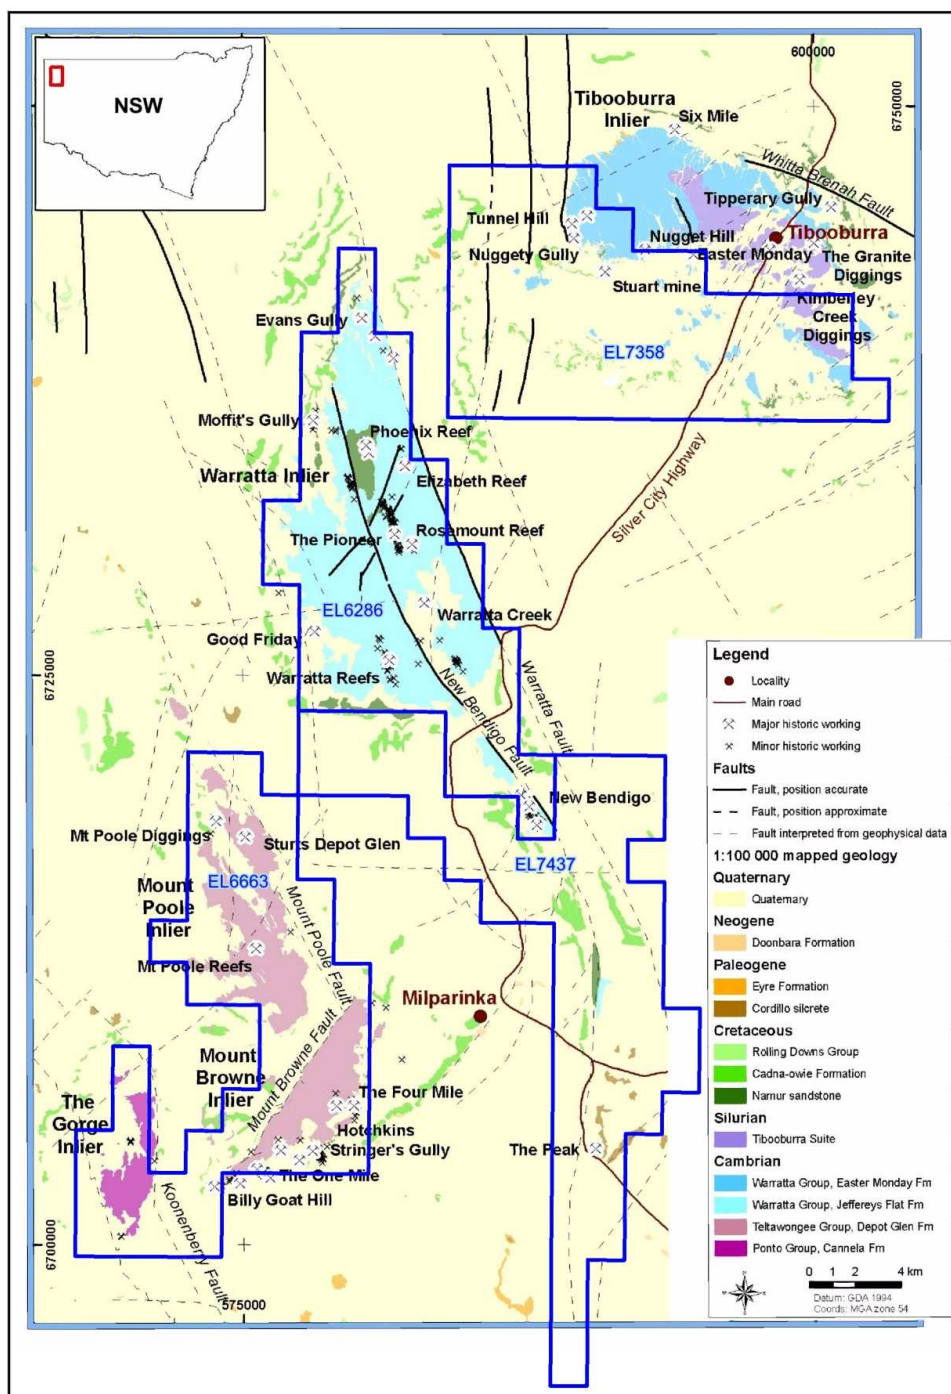 NSW
600000
6750000
Tibooburra
Inlier
Six Mile
Whitta Brenah Fault
Tipperary Gully
Tunnel Hill
Nugget Hill
Tibooburra
Nuggety Gully
Easter Monday
The Granite
Diggings
Stuart mine
Kimberley
Creek
Diggings
EL7358
Evans Gully
Moffit's Gully
Phoenix Reef
Warratta Inlier
Elizabeth Reef
Silver City Highway
The Pioneer
Rosemount Reef
EL6286
Warratta Creek
Good Friday
6725000
Warratta Reefs
New Bendigo Fault
Warratta Fault
New Bendigo
Mt Poole Diggings
Sturts Depot Glen
EL7437
EL6663
Mount
Poole
Inlier
Mount Poole Fault
Mt Poole Reefs
Milparinka
Mount
Browne
Inlier
Mount Browne Fault
The
Gorge
Inlier
The Four Mile
Hotchkins
Stringer's Gully
The Peak
The One Mile
Billy Goat Hill
Koonenberry Fault
6700000
575000
Legend
Locality
Main road
Major historic working
Minor historic working
Faults
Fault, position accurate
Fault, position approximate
Fault interpreted from geophysical data
1:100 000 mapped geology
Quaternary
Quaternary
Neogene
Doonbara Formation
Paleogene
Eyre Formation
Cordillo silcrete
Cretaceous
Rolling Downs Group
Cadna-owie Formation
Namur sandstone
Silurian
Tibooburra Suite
Cambrian
Warratta Group, Easter Monday Fm
Warratta Group, Jeffereys Flat Fm
Teltawongee Group, Depot Glen Fm
Ponto Group, Cannela Fm
0 1 2 4 km
Datum: GDA 1994
Coords: MGA zone 54